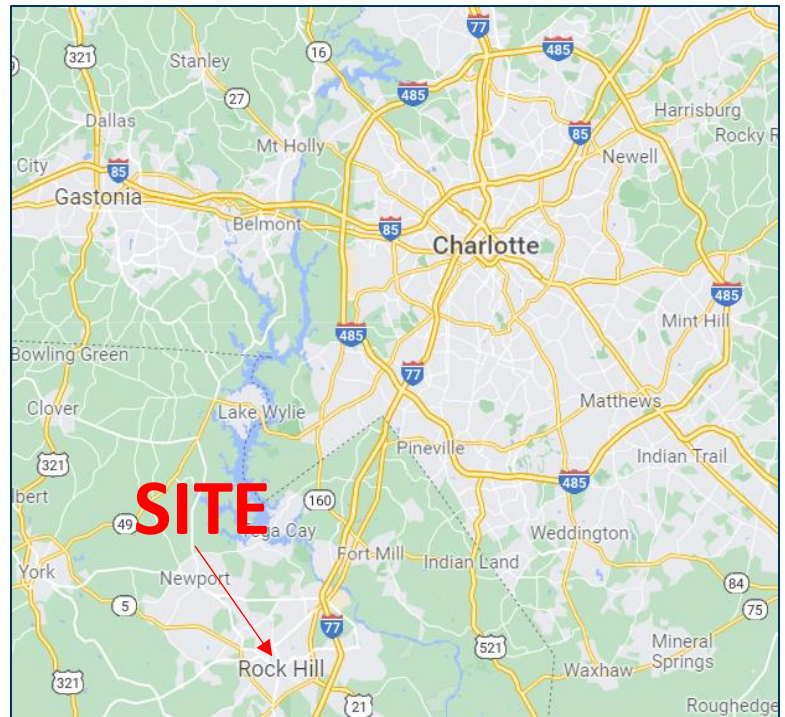 77
321
Stanley
16
485
485
27
Harrisburg
Dallas
85
Rocky R
Mt Holly
Newell
City
85
Gastonia
Belmont
85
Charlotte
485
Mint Hill
485
Bowling Green
77
Clover
Lake Wylie
Matthews
Pineville
321
Indian Trail
485
SITE
160
49
Weddington
Fort Mill
Indian Land
York
Newport
84
5
75
77
Mineral
Springs
521
Rock Hill
Waxhaw
321
21
Roughedge